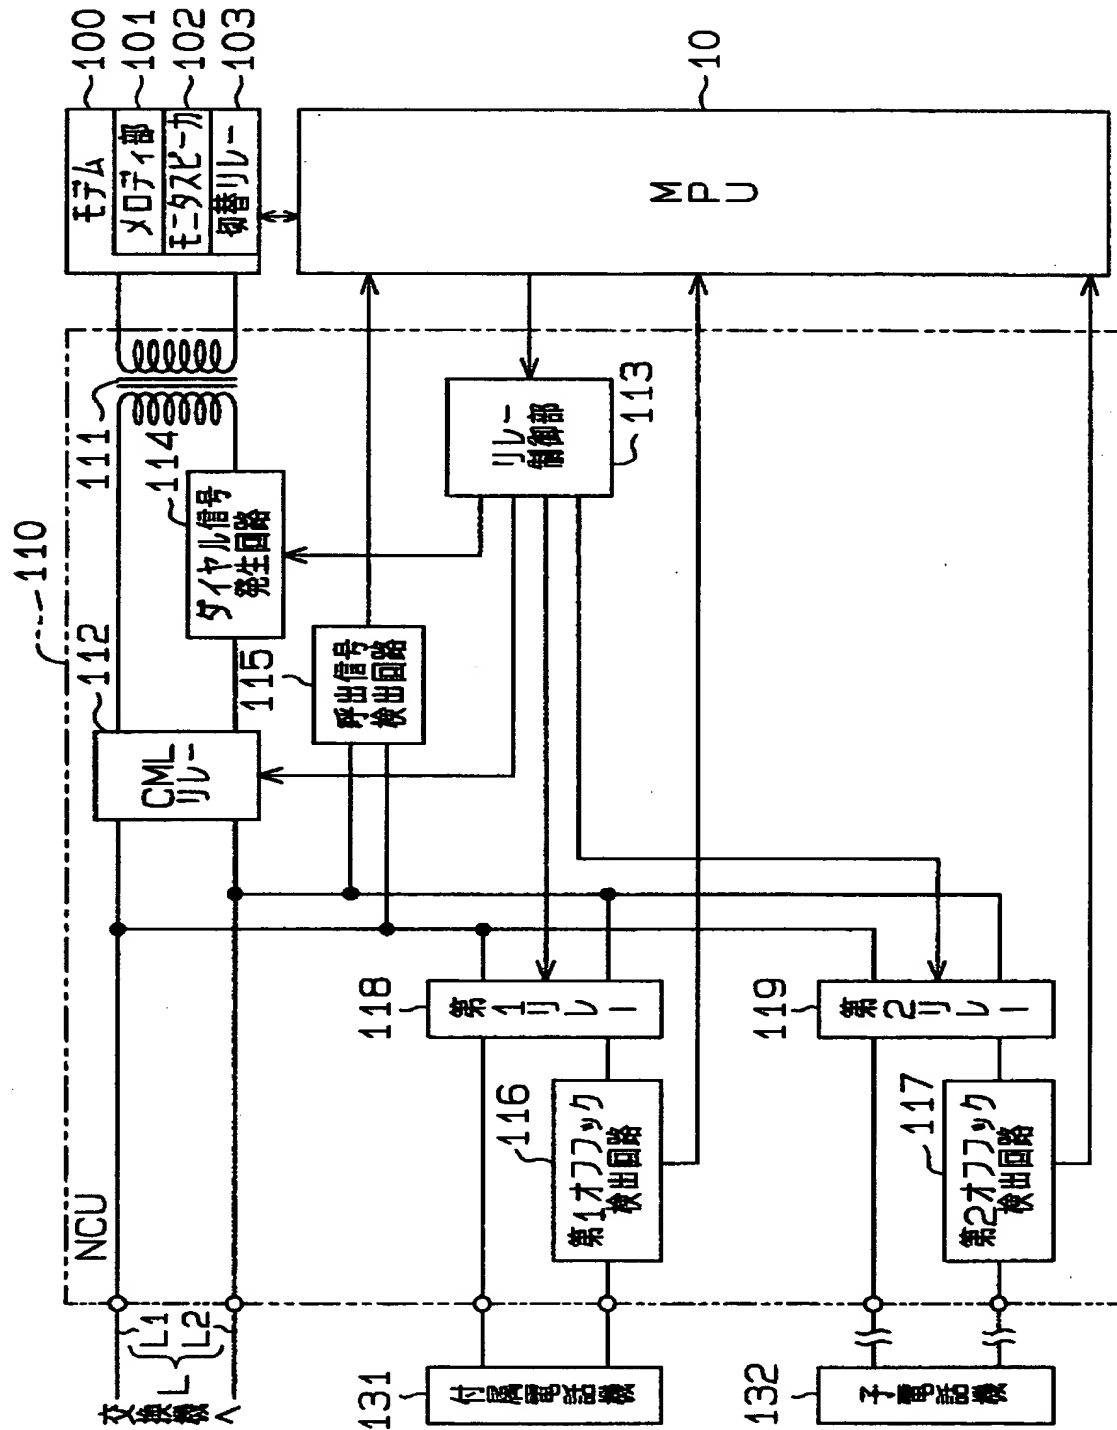 110
NCU
交換機へ
L
L1
L2
112
CML
リレー
111
114
ダイヤル信号
発生回路
100
モデム
101
メロディ部
102
モニタスピーカ
103
切替リレー
115
呼出信号
検出回路
113
リレー
制御部
10
MPU
118
第1リレー
116
第1オフフック
検出回路
131
付属電話機
119
第2リレー
117
第2オフフック
検出回路
132
子電話機